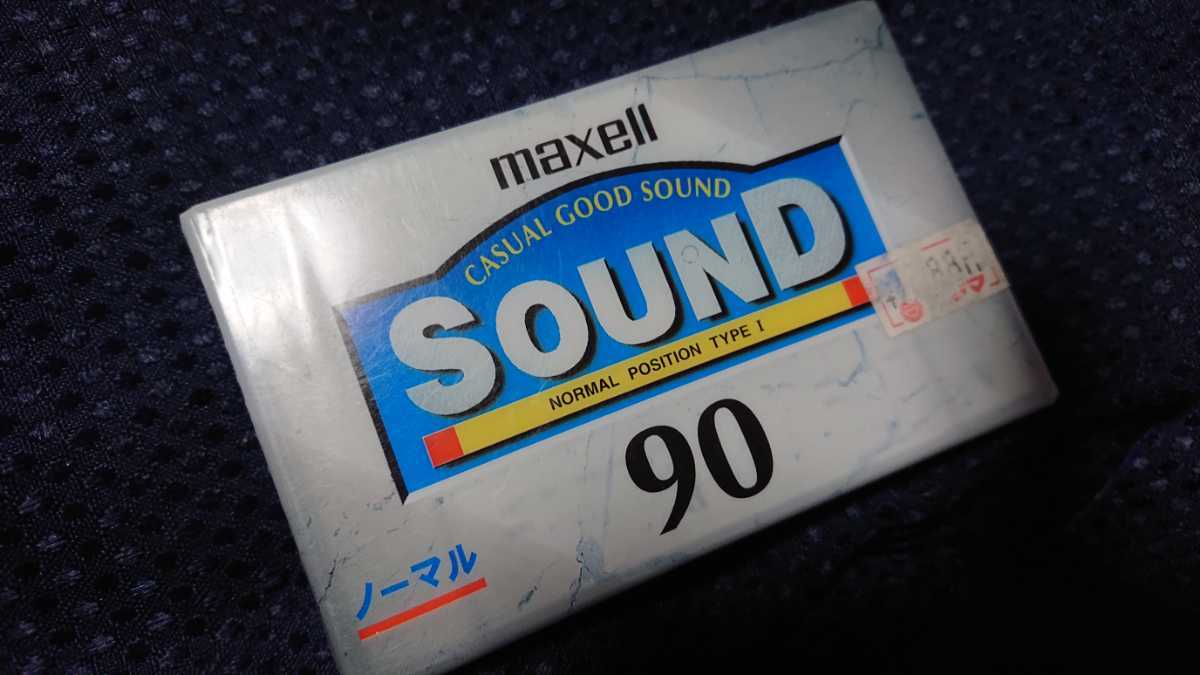 maxell
CASUAL GOOD SOUND
SOUND
NORMAL POSITION TYPE I
90
ノーマル